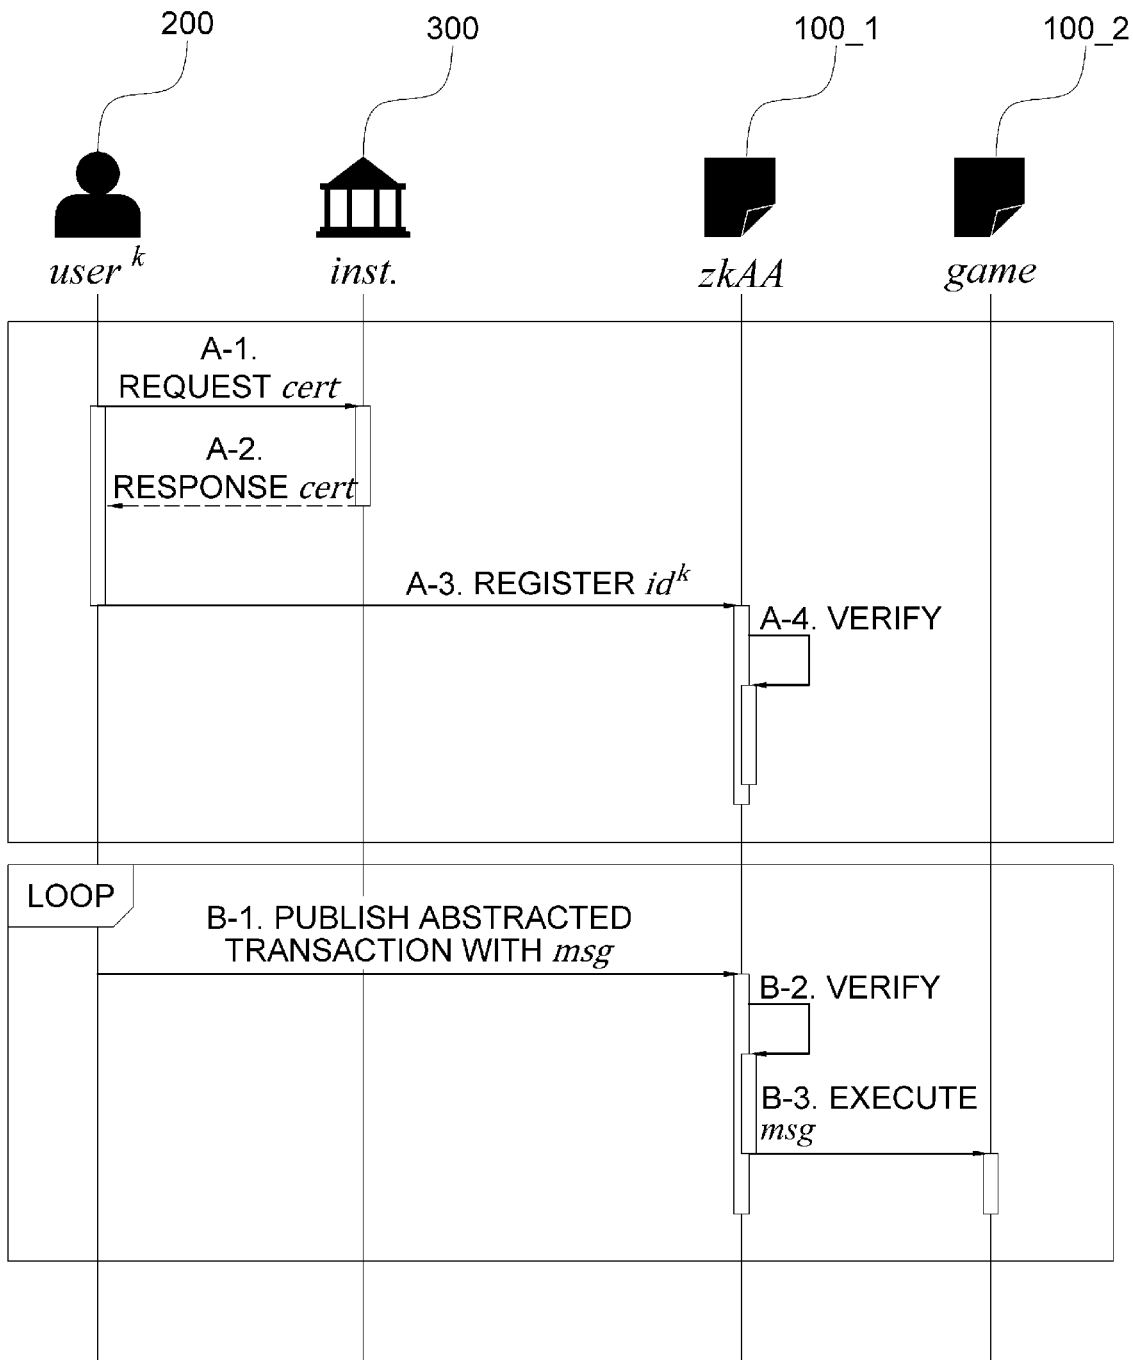 200
300
100_1
100_2
user k
inst.
zkAA
game
A-1.
REQUEST cert
A-2.
RESPONSE cert
A-3. REGISTER id^k
A-4. VERIFY
LOOP
B-1. PUBLISH ABSTRACTED
TRANSACTION WITH msg
B-2. VERIFY
B-3. EXECUTE
msg